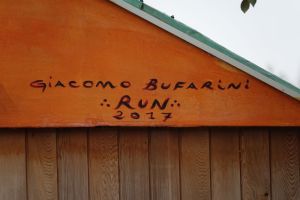 GIACOMO BUFARINI
∴ RUN ∴
2017